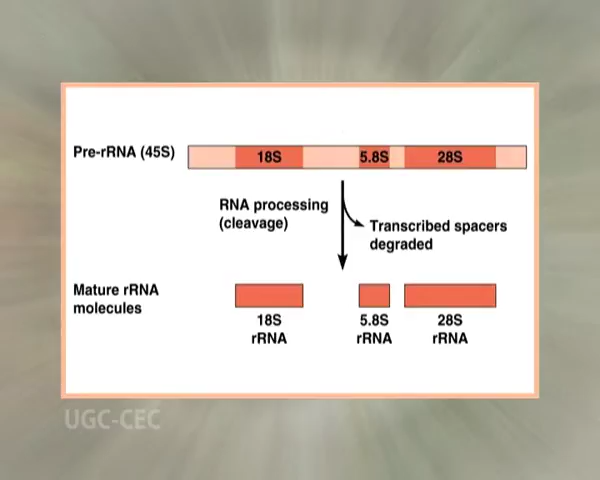 Pre-rRNA (45S)
18S
5.8S
28S
RNA processing
(cleavage)
Transcribed spacers
degraded
Mature rRNA
molecules
18S
rRNA
5.8S
rRNA
28S
rRNA
UGC-CEC